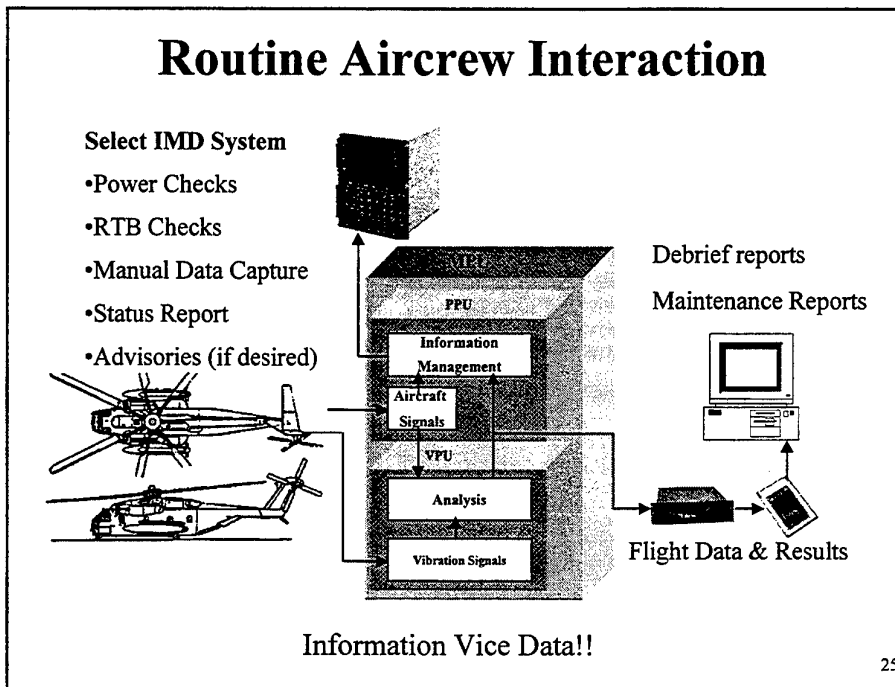 Routine Aircrew Interaction
Select IMD System
•Power Checks
•RTB Checks
•Manual Data Capture
•Status Report
•Advisories (if desired)
PPU
Information
Management
Aircraft
Signals
VPU
Analysis
Vibration Signals
Debrief reports
Maintenance Reports
Flight Data & Results
Information Vice Data!!
25